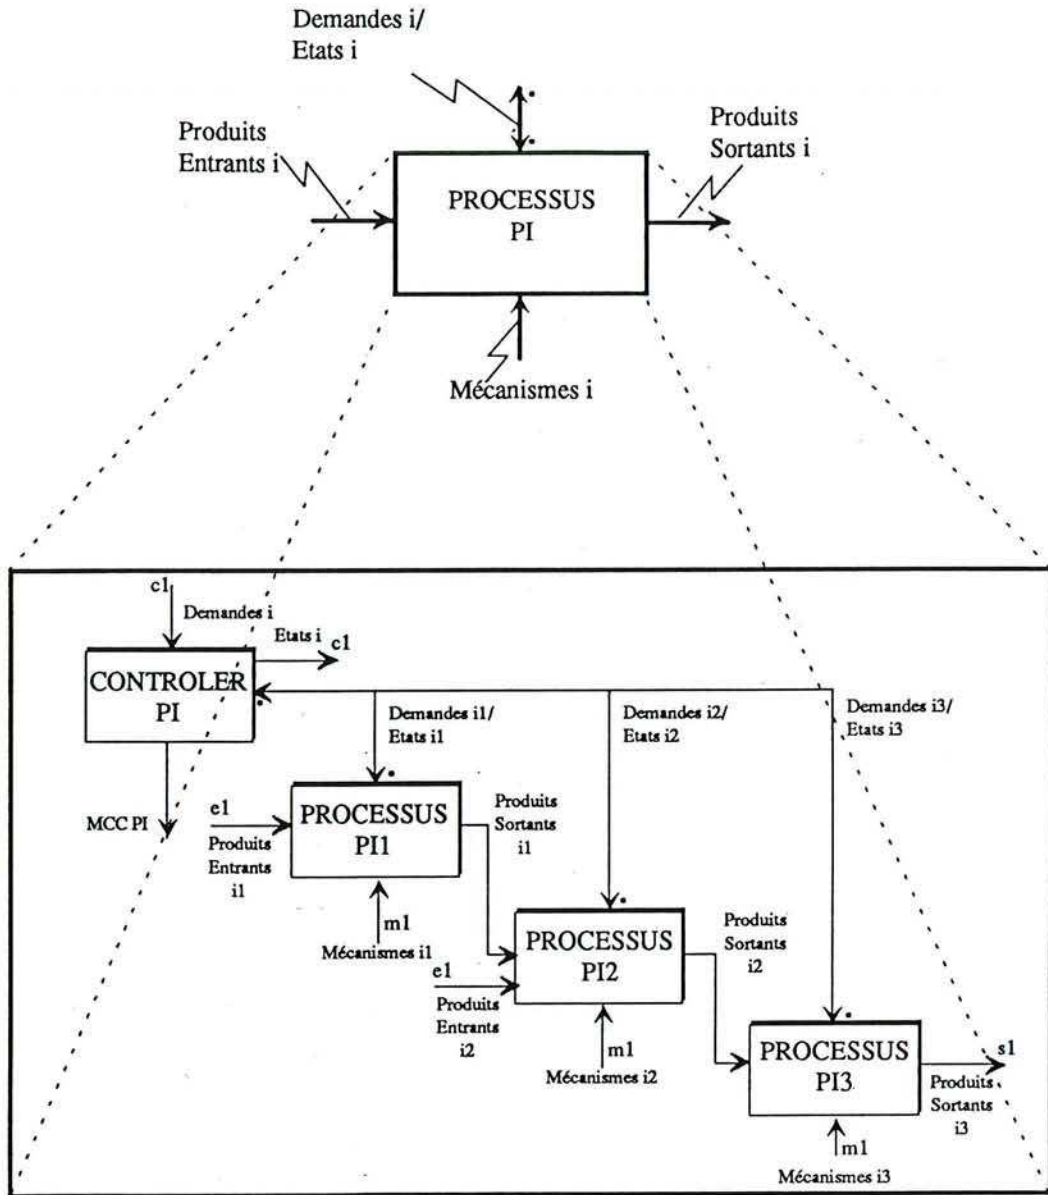 Demandes i/
Etats i
Produits
Entrants i
Produits
Sortants i
PROCESSUS
PI
Mécanismes i
c1
Demandes i
Etats i
c1
CONTROLER
PI
MCC PI
Demandes i1/
Etats i1
Demandes i2/
Etats i2
Demandes i3/
Etats i3
e1
Produits
Entrants
i1
PROCESSUS
PI1
Produits
Sortants
i1
m1
Mécanismes i1
e1
Produits
Entrants
i2
PROCESSUS
PI2
Produits
Sortants
i2
m1
Mécanismes i2
PROCESSUS
PI3
s1
Produits
Sortants
i3
m1
Mécanismes i3